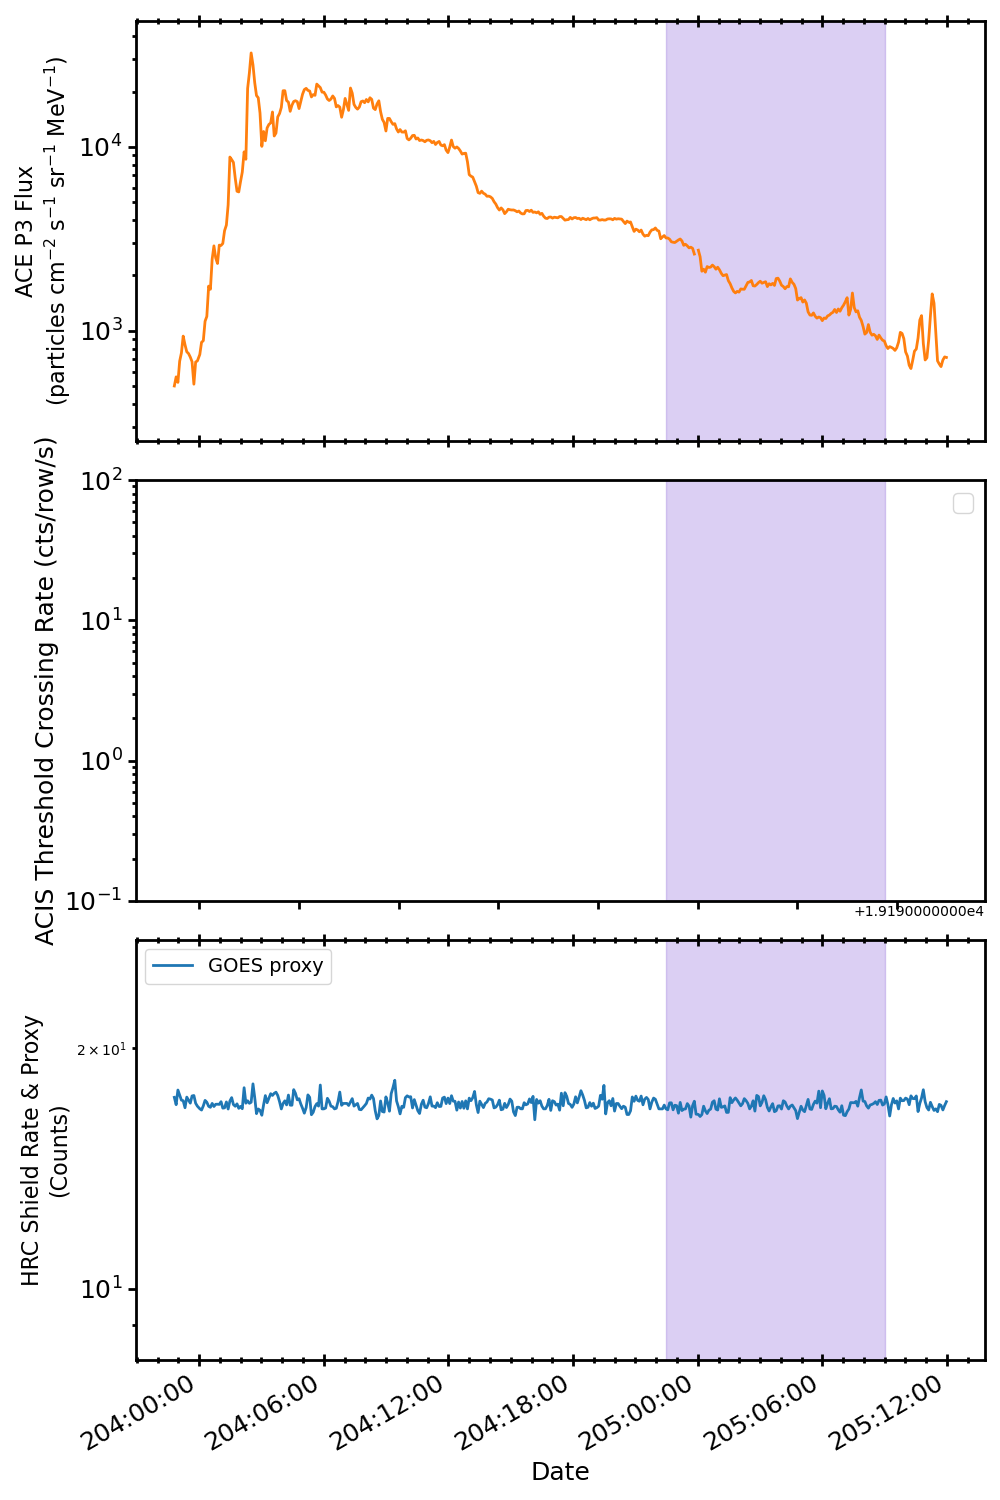 ACE P3 Flux
(particles cm⁻² s⁻¹ sr⁻¹ MeV⁻¹)
10⁴
10³
ACIS Threshold Crossing Rate (cts/row/s)
10²
10¹
10⁰
10⁻¹
+1.9190000000e4
HRC Shield Rate & Proxy
(Counts)
GOES proxy
2 × 10¹
10¹
204:00:00
204:06:00
204:12:00
204:18:00
205:00:00
205:06:00
205:12:00
Date